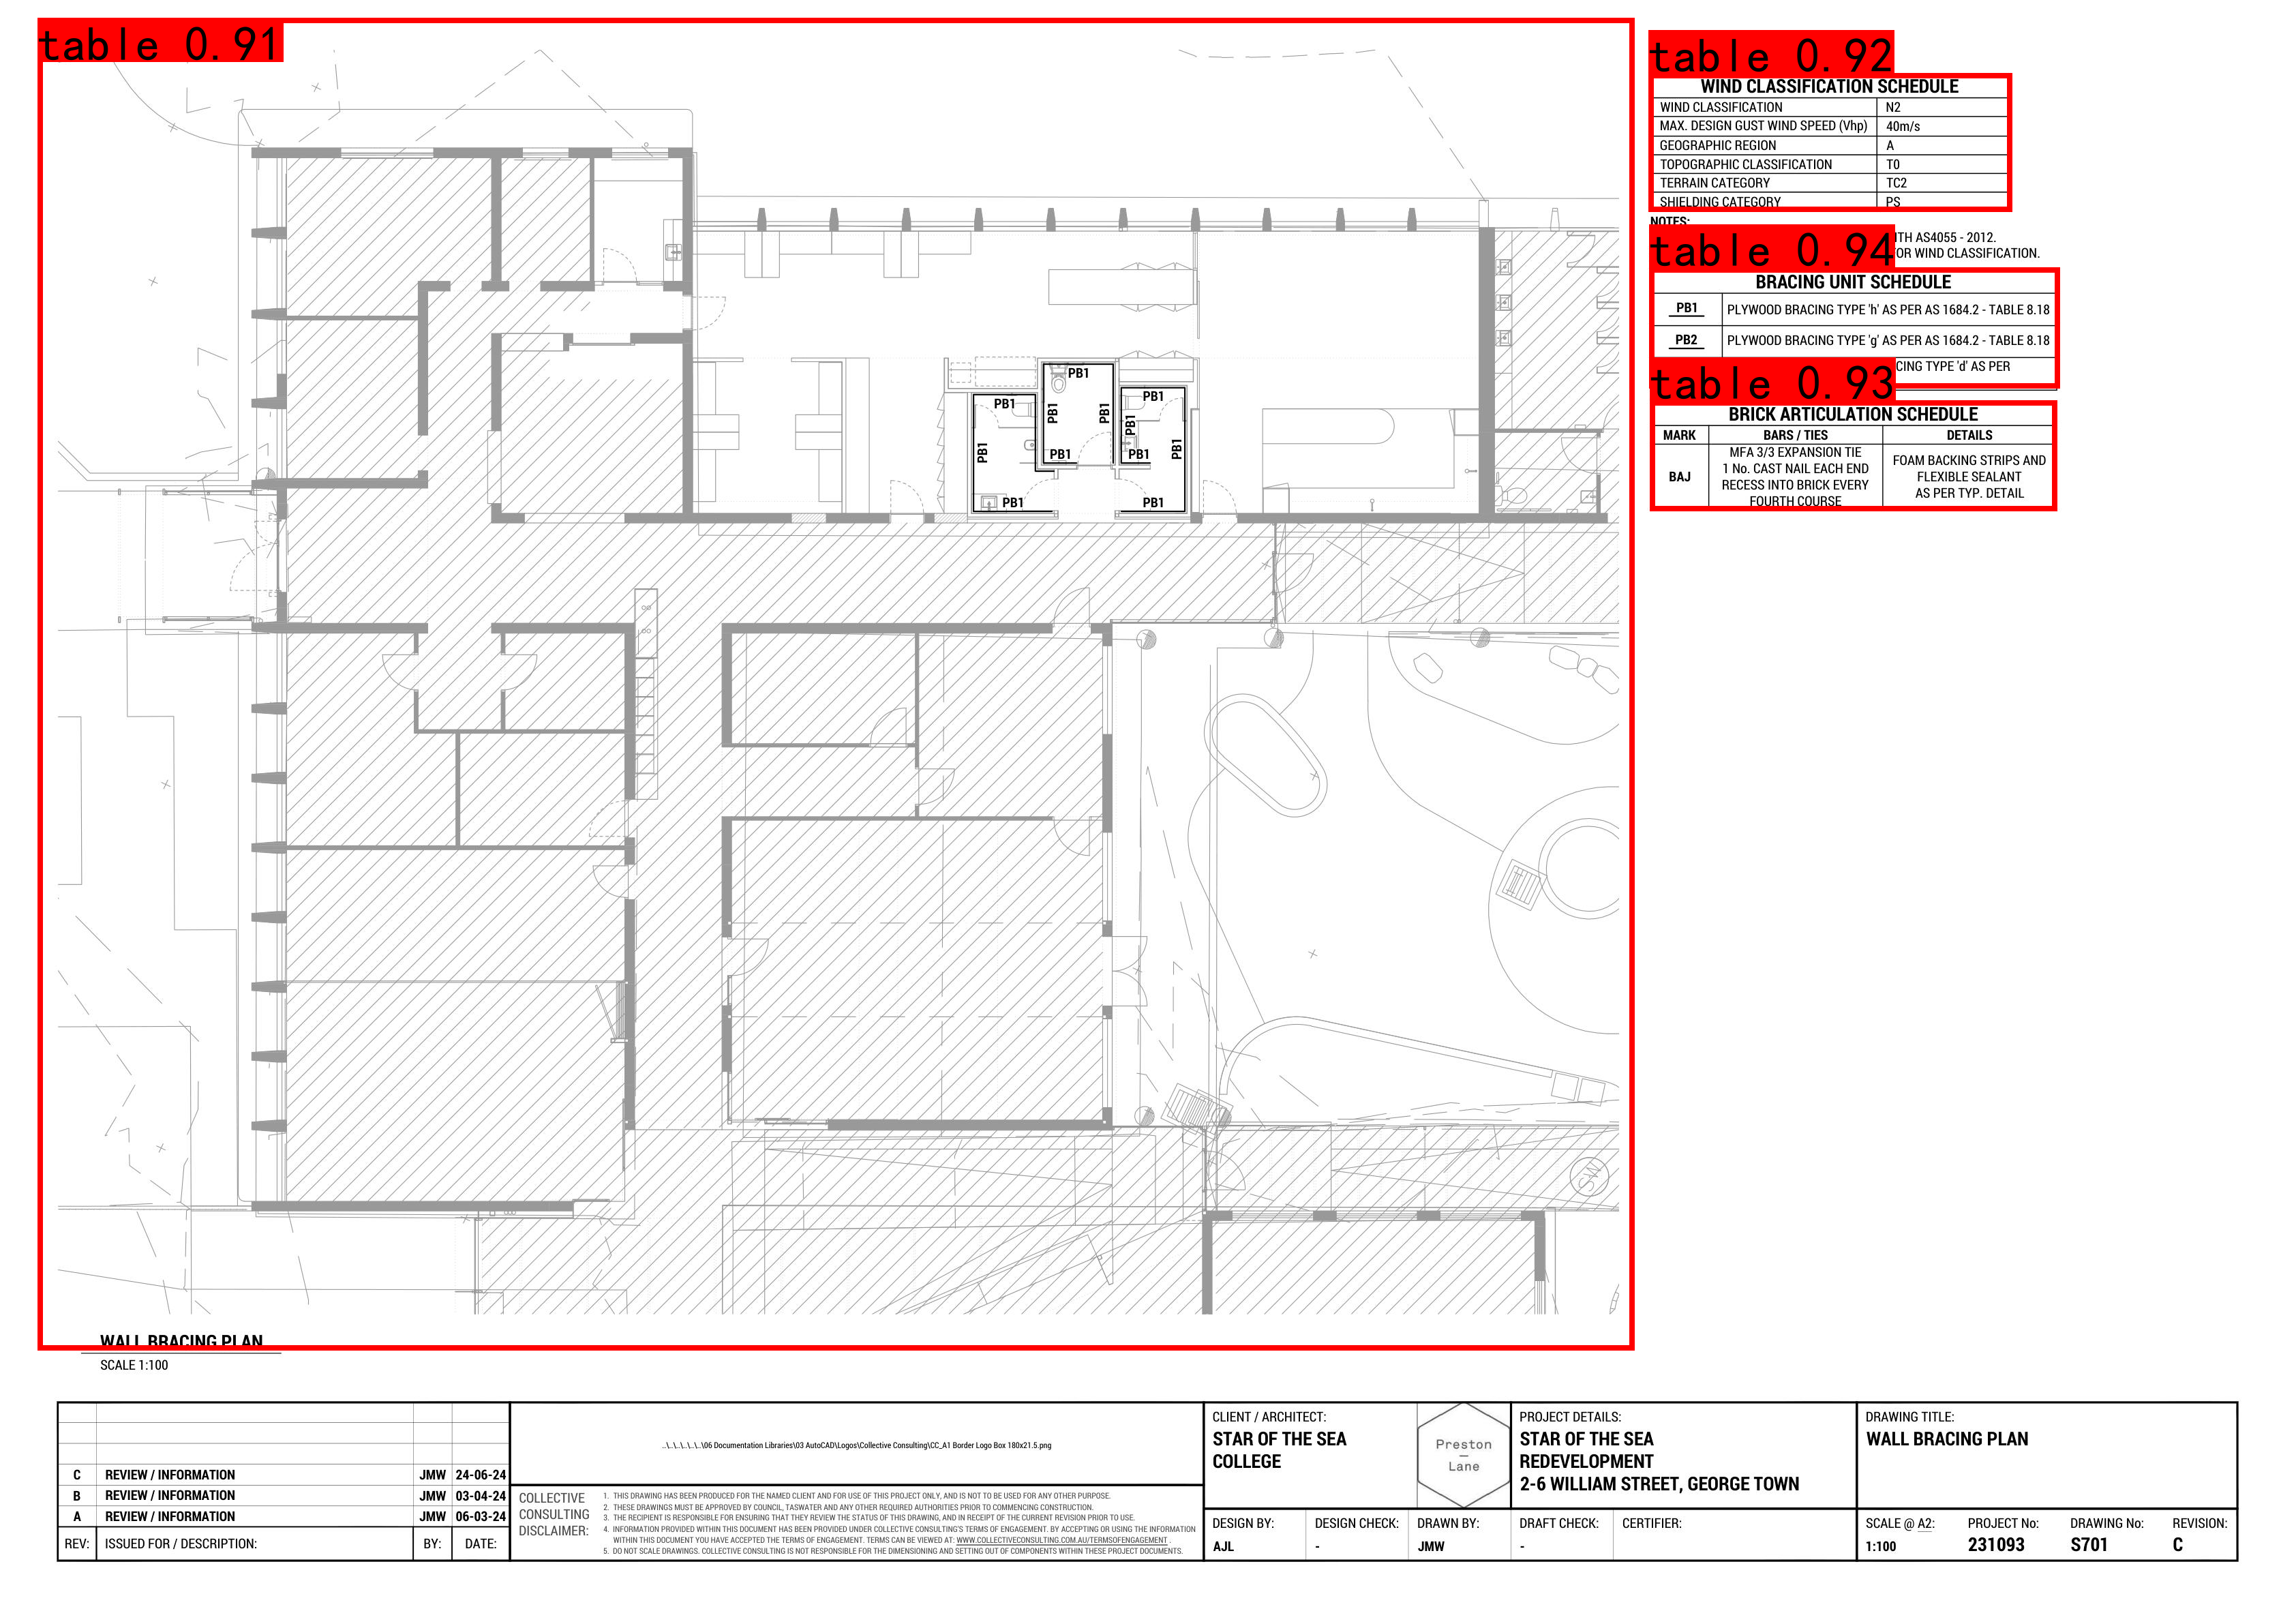 table 0.91
WALL BRACING PLAN
SCALE 1:100
PB1
PB1
PB1
PB1
PB1
PB1
PB1
PB1
PB1
PB1
PB1
PB1
SW
table 0.92
WIND CLASSIFICATION SCHEDULE
WIND CLASSIFICATION N2
MAX. DESIGN GUST WIND SPEED (Vhp) 40m/s
GEOGRAPHIC REGION A
TOPOGRAPHIC CLASSIFICATION T0
TERRAIN CATEGORY TC2
SHIELDING CATEGORY PS
NOTES:
table 0.94
ITH AS4055 - 2012.
OR WIND CLASSIFICATION.
BRACING UNIT SCHEDULE
PB1 PLYWOOD BRACING TYPE 'h' AS PER AS 1684.2 - TABLE 8.18
PB2 PLYWOOD BRACING TYPE 'g' AS PER AS 1684.2 - TABLE 8.18
CING TYPE 'd' AS PER
table 0.93
BRICK ARTICULATION SCHEDULE
MARK BARS / TIES DETAILS
BAJ
MFA 3/3 EXPANSION TIE
1 No. CAST NAIL EACH END
RECESS INTO BRICK EVERY
FOURTH COURSE
FOAM BACKING STRIPS AND
FLEXIBLE SEALANT
AS PER TYP. DETAIL
C REVIEW / INFORMATION JMW 24-06-24
B REVIEW / INFORMATION JMW 03-04-24
A REVIEW / INFORMATION JMW 06-03-24
REV: ISSUED FOR / DESCRIPTION: BY: DATE:
..\..\..\..\..\..\06 Documentation Libraries\03 AutoCAD\Logos\Collective Consulting\CC_A1 Border Logo Box 180x21.5.png
COLLECTIVE
CONSULTING
DISCLAIMER:
1. THIS DRAWING HAS BEEN PRODUCED FOR THE NAMED CLIENT AND FOR USE OF THIS PROJECT ONLY, AND IS NOT TO BE USED FOR ANY OTHER PURPOSE.
2. THESE DRAWINGS MUST BE APPROVED BY COUNCIL, TASWATER AND ANY OTHER REQUIRED AUTHORITIES PRIOR TO COMMENCING CONSTRUCTION.
3. THE RECIPIENT IS RESPONSIBLE FOR ENSURING THAT THEY REVIEW THE STATUS OF THIS DRAWING, AND IN RECEIPT OF THE CURRENT REVISION PRIOR TO USE.
4. INFORMATION PROVIDED WITHIN THIS DOCUMENT HAS BEEN PROVIDED UNDER COLLECTIVE CONSULTING'S TERMS OF ENGAGEMENT. BY ACCEPTING OR USING THE INFORMATION
WITHIN THIS DOCUMENT YOU HAVE ACCEPTED THE TERMS OF ENGAGEMENT. TERMS CAN BE VIEWED AT: WWW.COLLECTIVECONSULTING.COM.AU/TERMSOFENGAGEMENT .
5. DO NOT SCALE DRAWINGS. COLLECTIVE CONSULTING IS NOT RESPONSIBLE FOR THE DIMENSIONING AND SETTING OUT OF COMPONENTS WITHIN THESE PROJECT DOCUMENTS.
CLIENT / ARCHITECT:
STAR OF THE SEA
COLLEGE
Preston
Lane
PROJECT DETAILS:
STAR OF THE SEA
REDEVELOPMENT
2-6 WILLIAM STREET, GEORGE TOWN
DRAWING TITLE:
WALL BRACING PLAN
DESIGN BY: DESIGN CHECK: DRAWN BY: DRAFT CHECK: CERTIFIER:
AJL - JMW -
SCALE @ A2: PROJECT No: DRAWING No: REVISION:
1:100 231093 S701 C